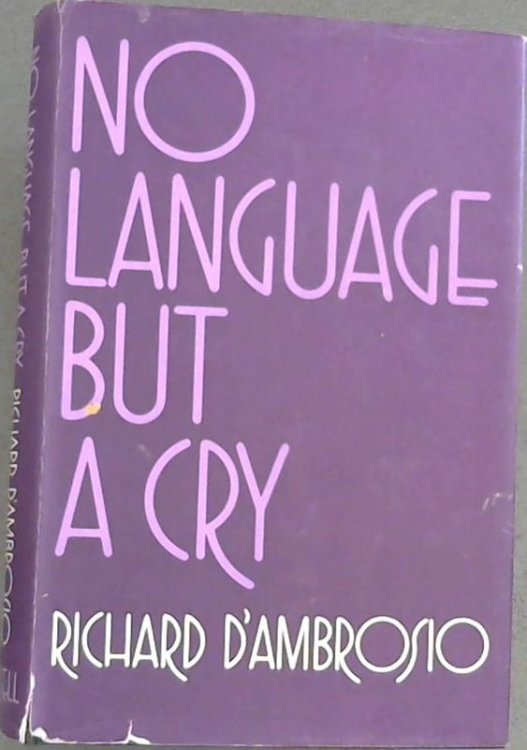 NO
LANGUAGE
BUT
A CRY
RICHARD D'AMBROSIO
NO LANGUAGE BUT A CRY RICHARD D'AMBROSIO